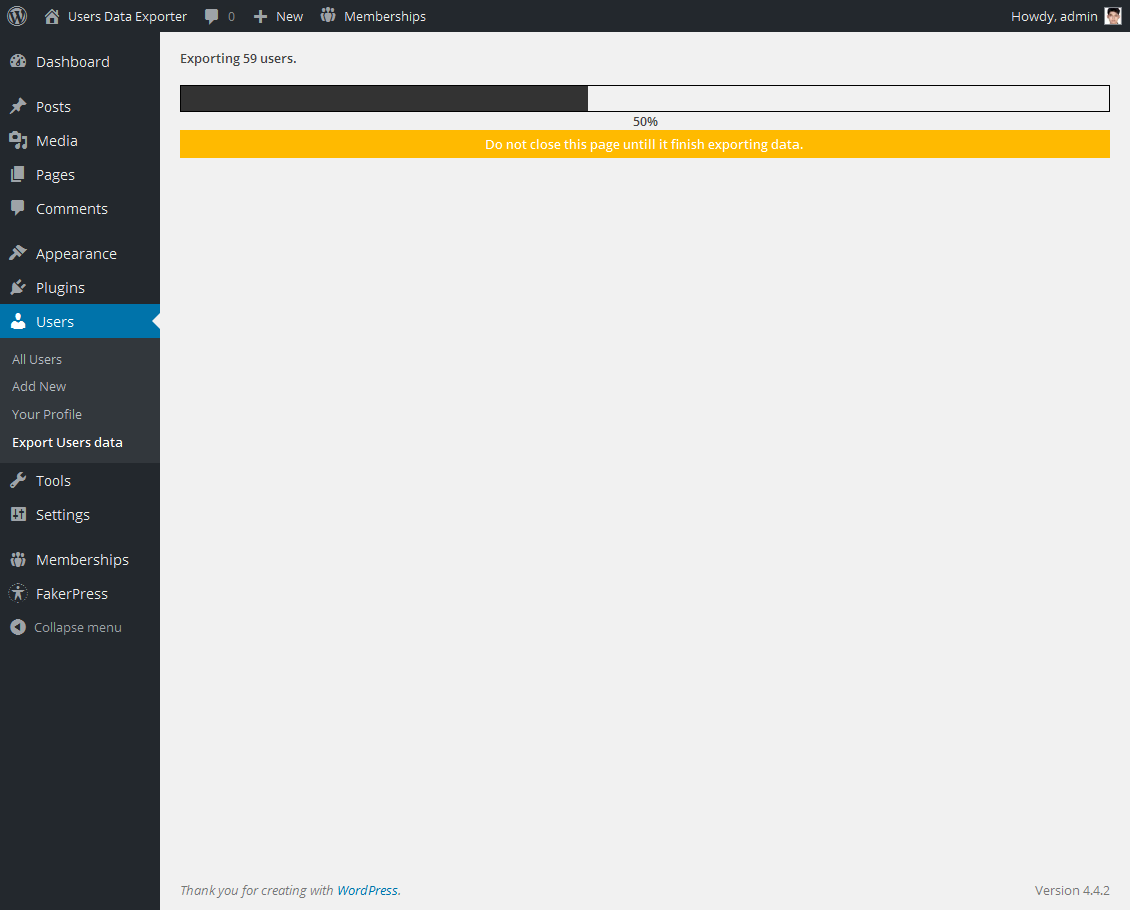 Users Data Exporter 0 New Memberships Howdy, admin
Dashboard
Posts
Media
Pages
Comments
Appearance
Plugins
Users
All Users
Add New
Your Profile
Export Users data
Tools
Settings
Memberships
FakerPress
Collapse menu
Exporting 59 users.
50%
Do not close this page untill it finish exporting data.
Thank you for creating with WordPress.
Version 4.4.2